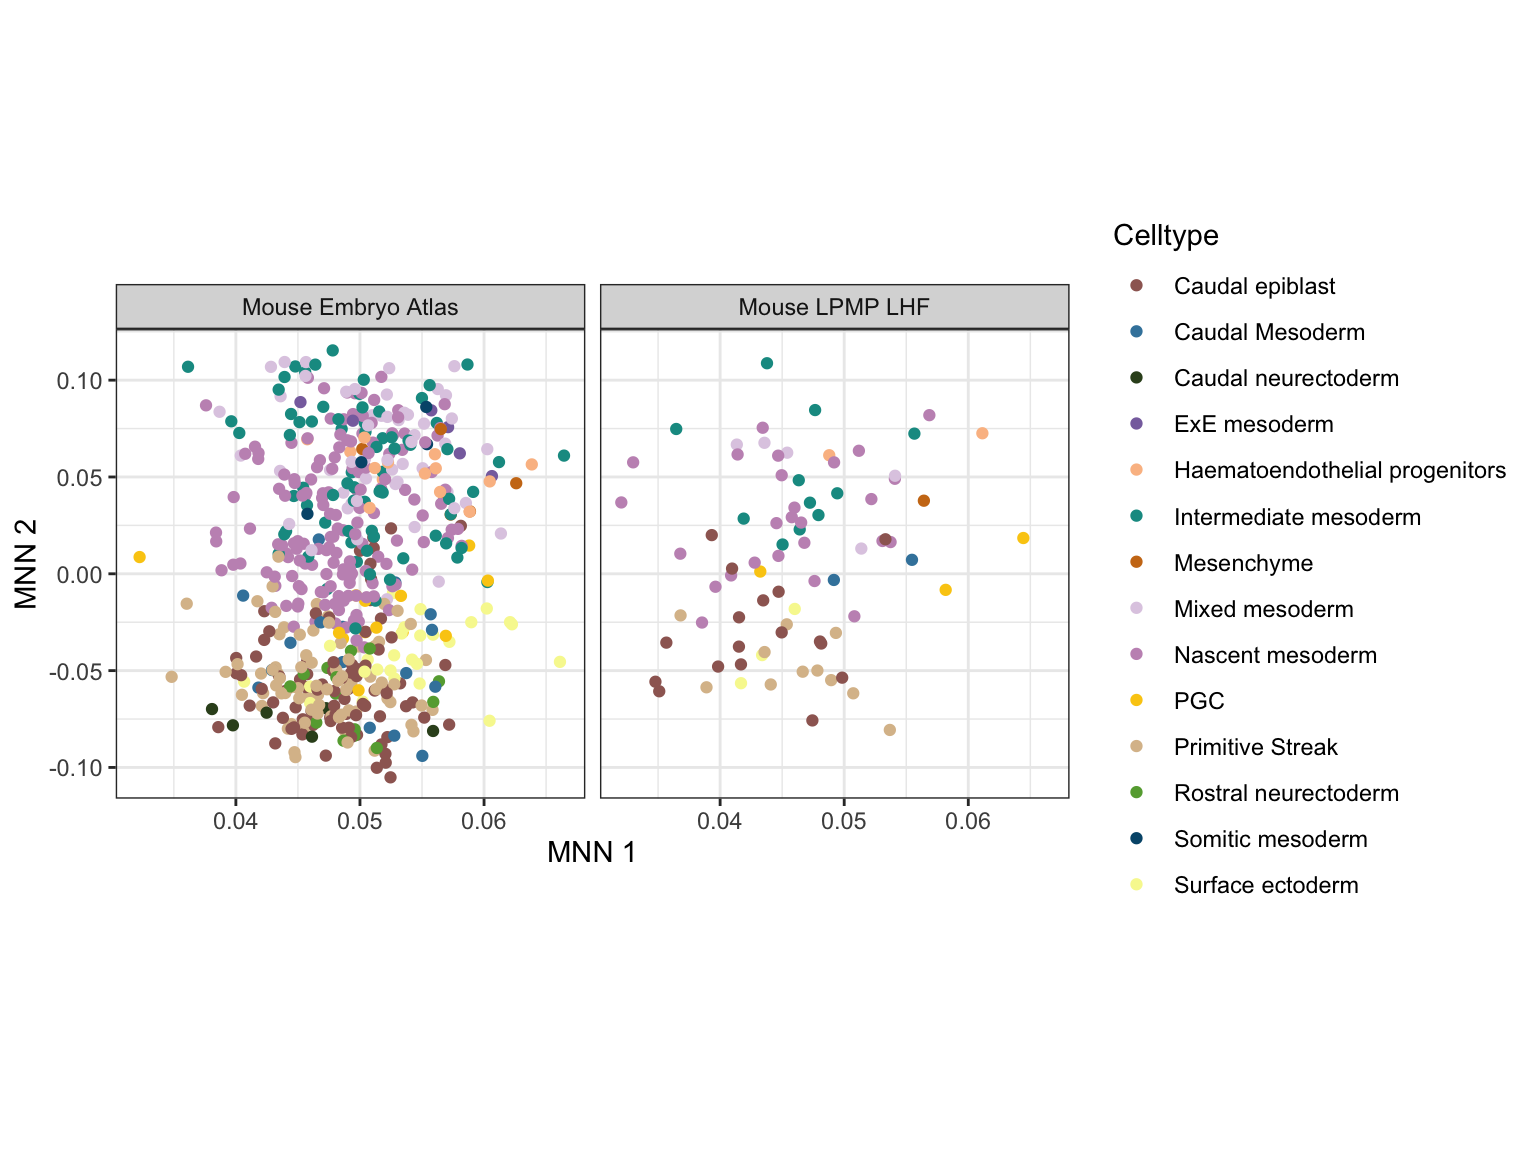 Mouse Embryo Atlas
Mouse LPMP LHF
MNN 2
0.10
0.05
0.00
-0.05
-0.10
0.04 0.05 0.06
0.04 0.05 0.06
MNN 1
Celltype
Caudal epiblast
Caudal Mesoderm
Caudal neurectoderm
ExE mesoderm
Haematoendothelial progenitors
Intermediate mesoderm
Mesenchyme
Mixed mesoderm
Nascent mesoderm
PGC
Primitive Streak
Rostral neurectoderm
Somitic mesoderm
Surface ectoderm